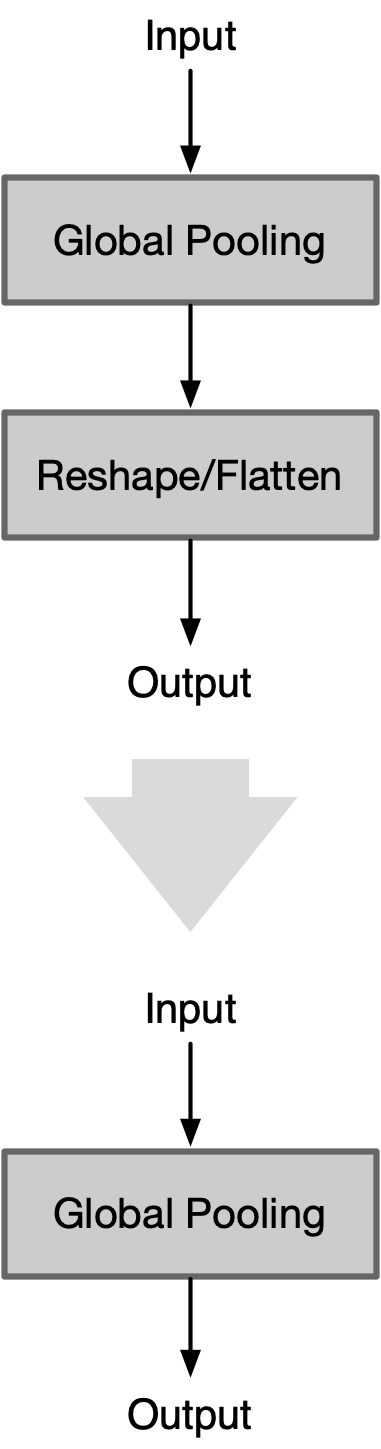 Input
Global Pooling
Reshape/Flatten
Output
Input
Global Pooling
Output